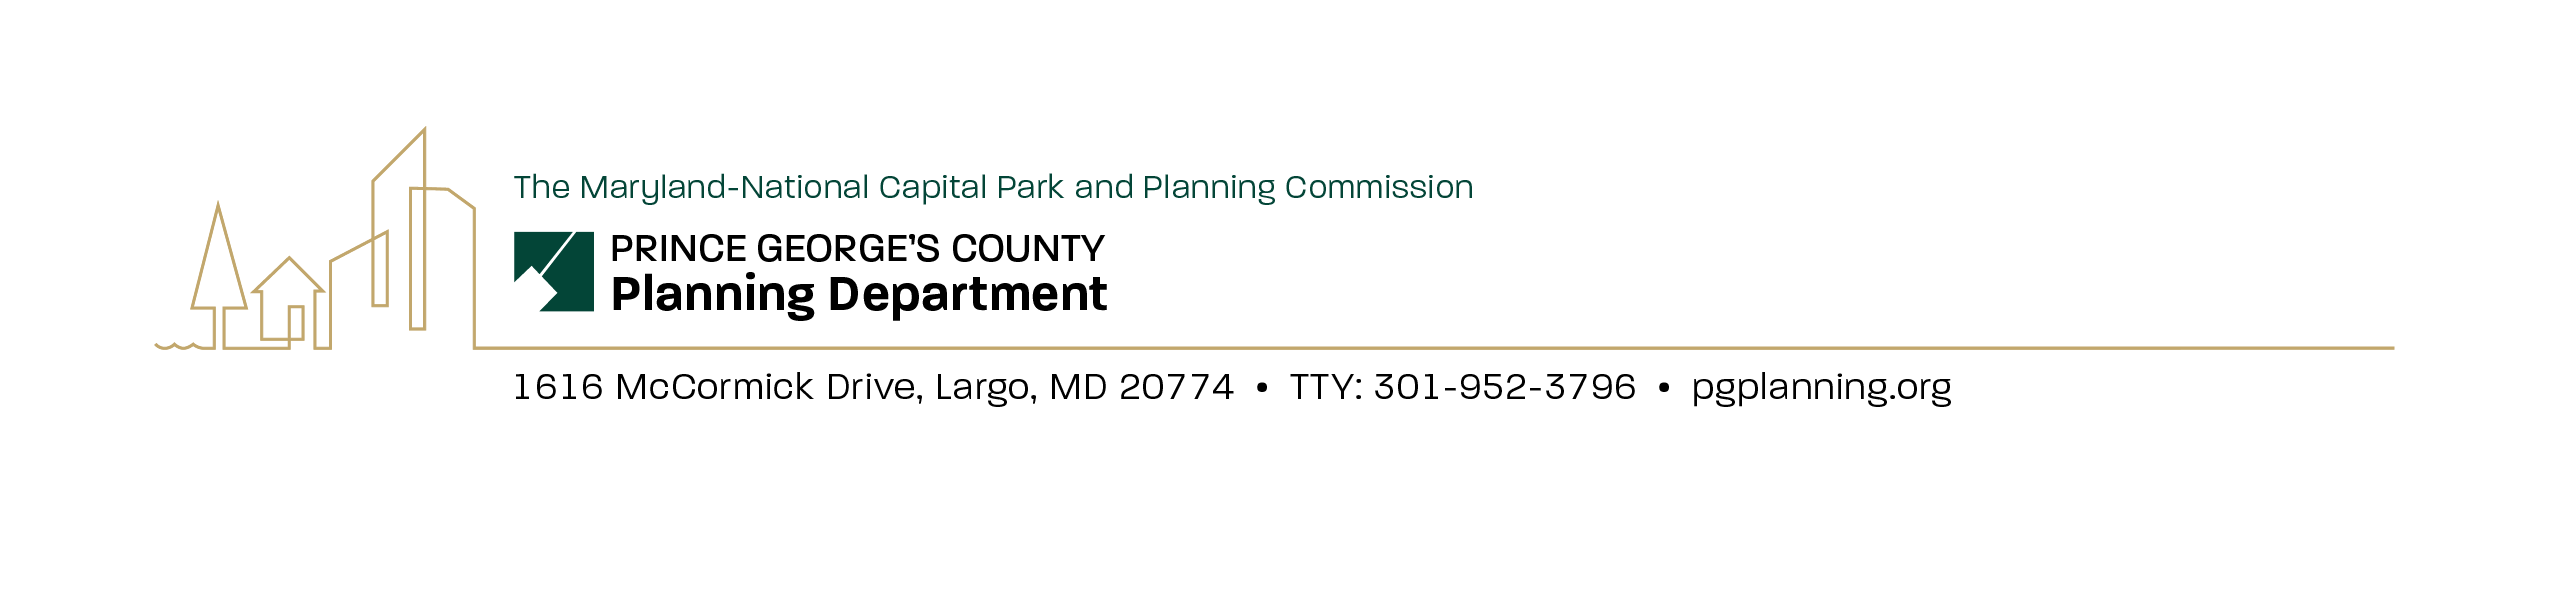 The Maryland-National Capital Park and Planning Commission
PRINCE GEORGE'S COUNTY
Planning Department
1616 McCormick Drive, Largo, MD 20774 • TTY: 301-952-3796 • pgplanning.org